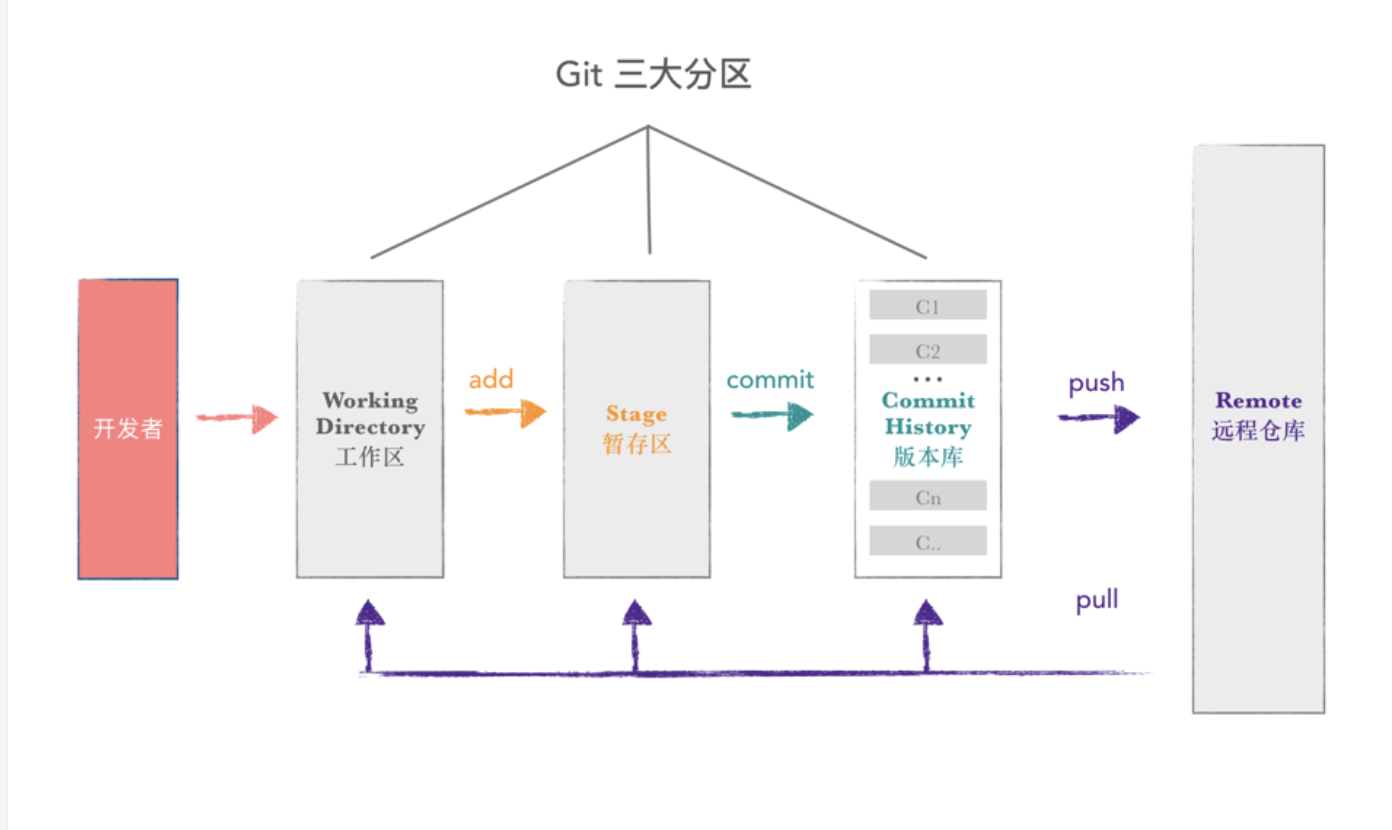 Git 三大分区
开发者
Working
Directory
工作区
add
Stage
暂存区
commit
C1
C2
...
Commit
History
版本库
Cn
C..
push
pull
Remote
远程仓库